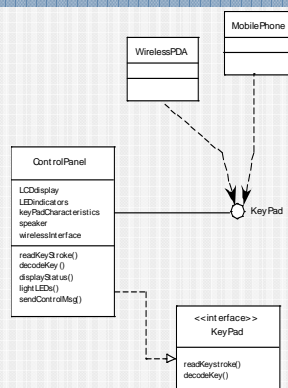 MobilePhone
WirelessPDA
ControlPanel
LCDdisplay
LEDindicators
keyPadCharacteristics
speaker
wirelessInterface
readKeyStroke()
decodeKey()
displayStatus()
lightLEDs()
sendControlMsg()
KeyPad
<<interface>>
KeyPad
readKeystroke()
decodeKey()